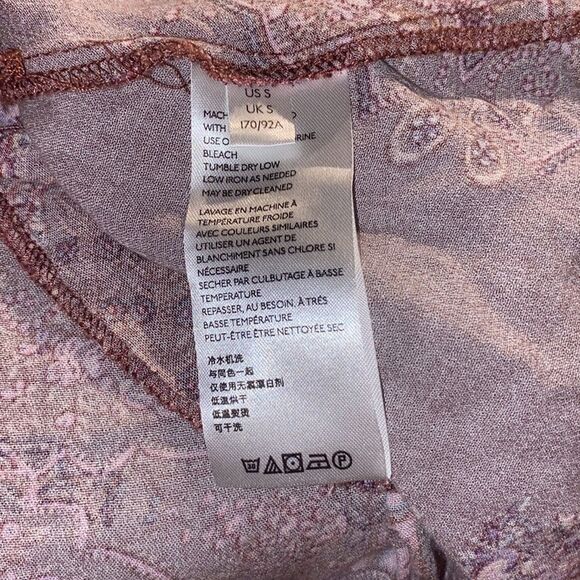 US S
UK S
170/92A
MACH
WITH
USE O RINE
BLEACH
TUMBLE DRY LOW
LOW IRON AS NEEDED
MAY BE DRY CLEANED
LAVAGE EN MACHINE À
TEMPÉRATURE FROIDE
AVEC COULEURS SIMILAIRES
UTILISER UN AGENT DE
BLANCHIMENT SANS CHLORE SI
NÉCESSAIRE
SECHER PAR CULBUTAGE A BASSE
TEMPERATURE
REPASSER, AU BESOIN, À TRÉS
BASSE TEMPÉRATURE
PEUT-ÊTRE ÊTRE NETTOYÉE SEC
冷水机洗
与同色一起
仅使用无氯漂白剂
低温烘干
低温熨烫
可干洗
30 P